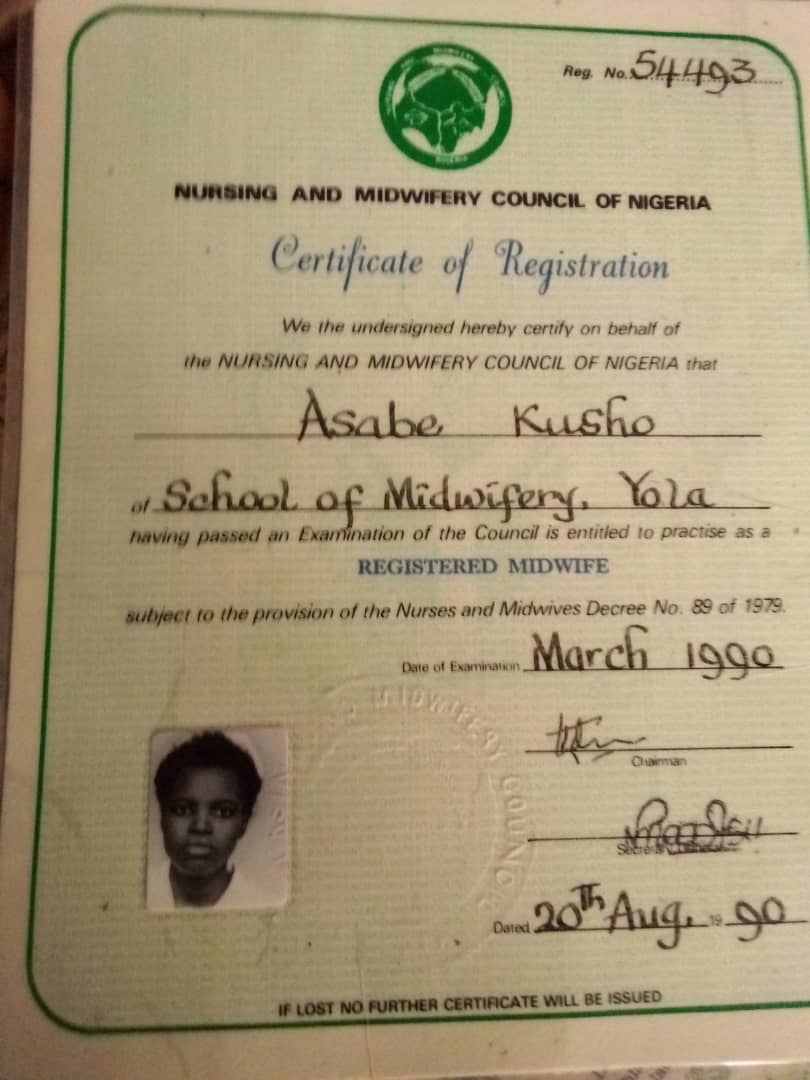 Reg. No. 54493
NURSING AND MIDWIFERY COUNCIL OF NIGERIA
Certificate of Registration
We the undersigned hereby certify on behalf of
the NURSING AND MIDWIFERY COUNCIL OF NIGERIA that
Asabe Kusho
of School of Midwifery, Yola
having passed an Examination of the Council is entitled to practise as a
REGISTERED MIDWIFE
subject to the provision of the Nurses and Midwives Decree No. 89 of 1979.
Date of Examination March 1990
MIDWIFERY COUNC
Chairman
Dated 20Th Aug. 19 90
IF LOST NO FURTHER CERTIFICATE WILL BE ISSUED